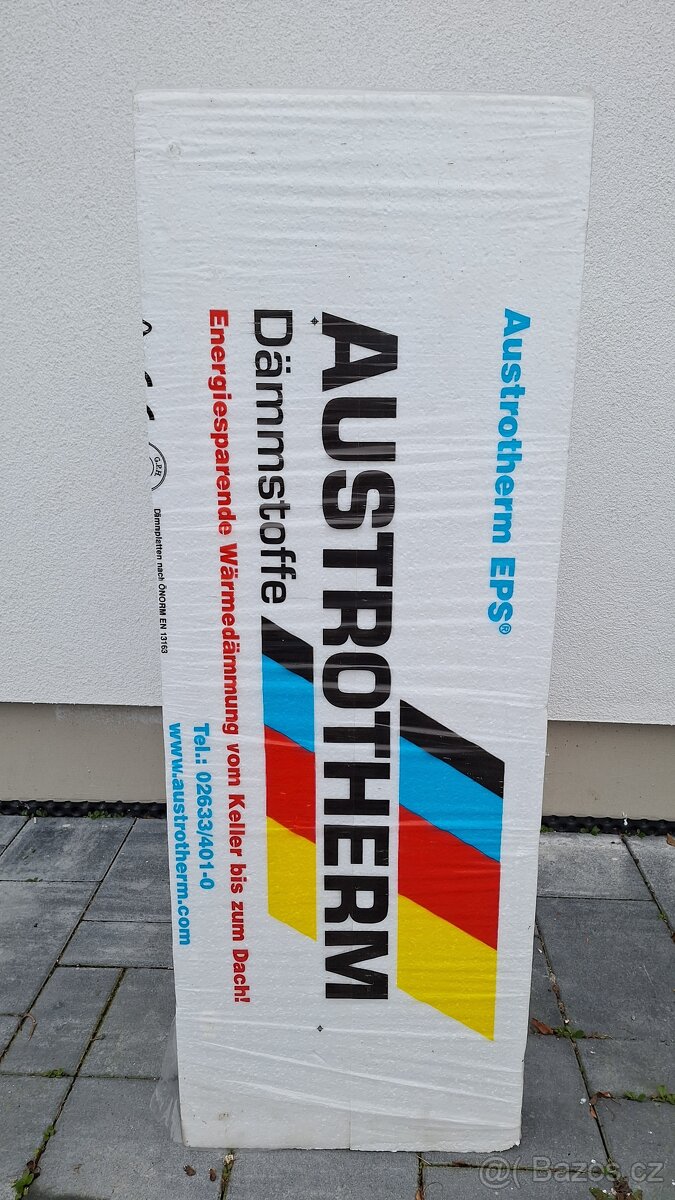 Austrotherm EPS®
AUSTROTHERM
Dämmstoffe
Energiesparende Wärmedämmung vom Keller bis zum Dach!
Tel.: 02633/401-0
www.austrotherm.com
G.P.H
Dämmplatten nach ÖNORM EN 13163
Bazos.cz